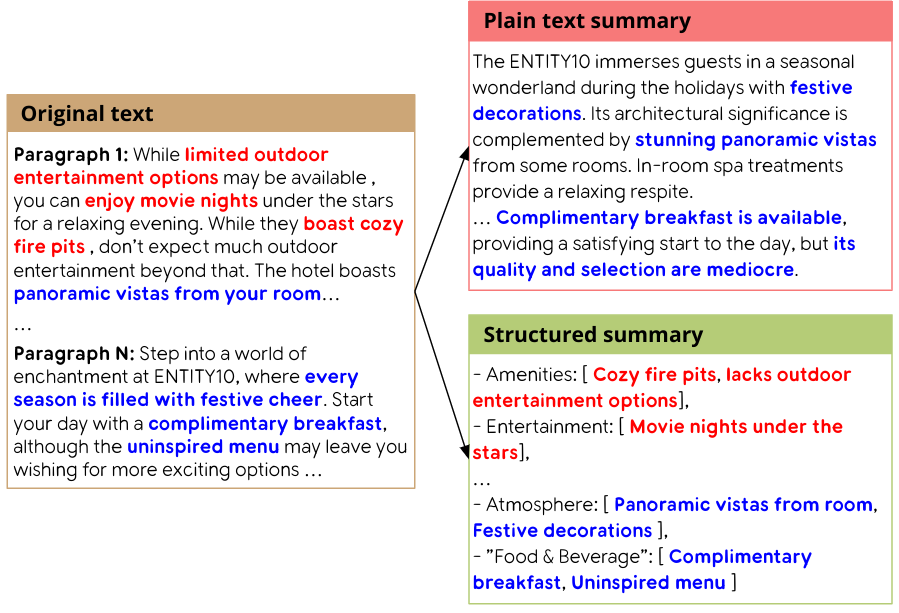 Original text
Paragraph 1: While limited outdoor
entertainment options may be available ,
you can enjoy movie nights under the stars
for a relaxing evening. While they boast cozy
fire pits , don't expect much outdoor
entertainment beyond that. The hotel boasts
panoramic vistas from your room...
...
Paragraph N: Step into a world of
enchantment at ENTITY10, where every
season is filled with festive cheer. Start
your day with a complimentary breakfast,
although the uninspired menu may leave you
wishing for more exciting options ...
Plain text summary
The ENTITY10 immerses guests in a seasonal
wonderland during the holidays with festive
decorations. Its architectural significance is
complemented by stunning panoramic vistas
from some rooms. In-room spa treatments
provide a relaxing respite.
... Complimentary breakfast is available,
providing a satisfying start to the day, but its
quality and selection are mediocre.
Structured summary
- Amenities: [ Cozy fire pits, lacks outdoor
entertainment options],
- Entertainment: [ Movie nights under the
stars],
...
- Atmosphere: [ Panoramic vistas from room,
Festive decorations ],
- ”Food & Beverage”: [ Complimentary
breakfast, Uninspired menu ]